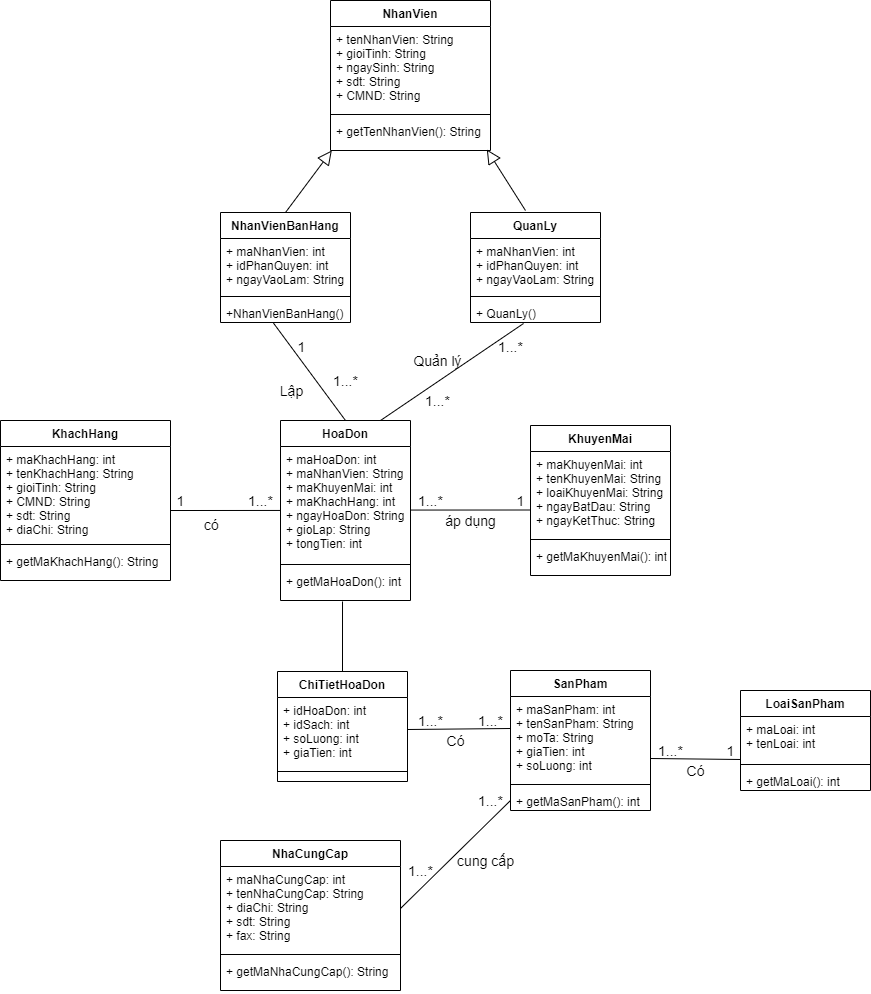 NhanVien
+ tenNhanVien: String
+ gioiTinh: String
+ ngaySinh: String
+ sdt: String
+ CMND: String
+ getTenNhanVien(): String
NhanVienBanHang
+ maNhanVien: int
+ idPhanQuyen: int
+ ngayVaoLam: String
+NhanVienBanHang()
QuanLy
+ maNhanVien: int
+ idPhanQuyen: int
+ ngayVaoLam: String
+ QuanLy()
1
1...*
Lập
1...*
Quản lý
1...*
KhachHang
+ maKhachHang: int
+ tenKhachHang: String
+ gioiTinh: String
+ CMND: String
+ sdt: String
+ diaChi: String
+ getMaKhachHang(): String
1
1...*
có
HoaDon
+ maHoaDon: int
+ maNhanVien: String
+ maKhuyenMai: int
+ maKhachHang: int
+ ngayHoaDon: String
+ gioLap: String
+ tongTien: int
+ getMaHoaDon(): int
1...*
1
áp dụng
KhuyenMai
+ maKhuyenMai: int
+ tenKhuyenMai: String
+ loaiKhuyenMai: String
+ ngayBatDau: String
+ ngayKetThuc: String
+ getMaKhuyenMai(): int
ChiTietHoaDon
+ idHoaDon: int
+ idSach: int
+ soLuong: int
+ giaTien: int
1...*
1...*
Có
SanPham
+ maSanPham: int
+ tenSanPham: String
+ moTa: String
+ giaTien: int
+ soLuong: int
+ getMaSanPham(): int
1...*
1
Có
LoaiSanPham
+ maLoai: int
+ tenLoai: int
+ getMaLoai(): int
1...*
1...*
cung cấp
NhaCungCap
+ maNhaCungCap: int
+ tenNhaCungCap: String
+ diaChi: String
+ sdt: String
+ fax: String
+ getMaNhaCungCap(): String